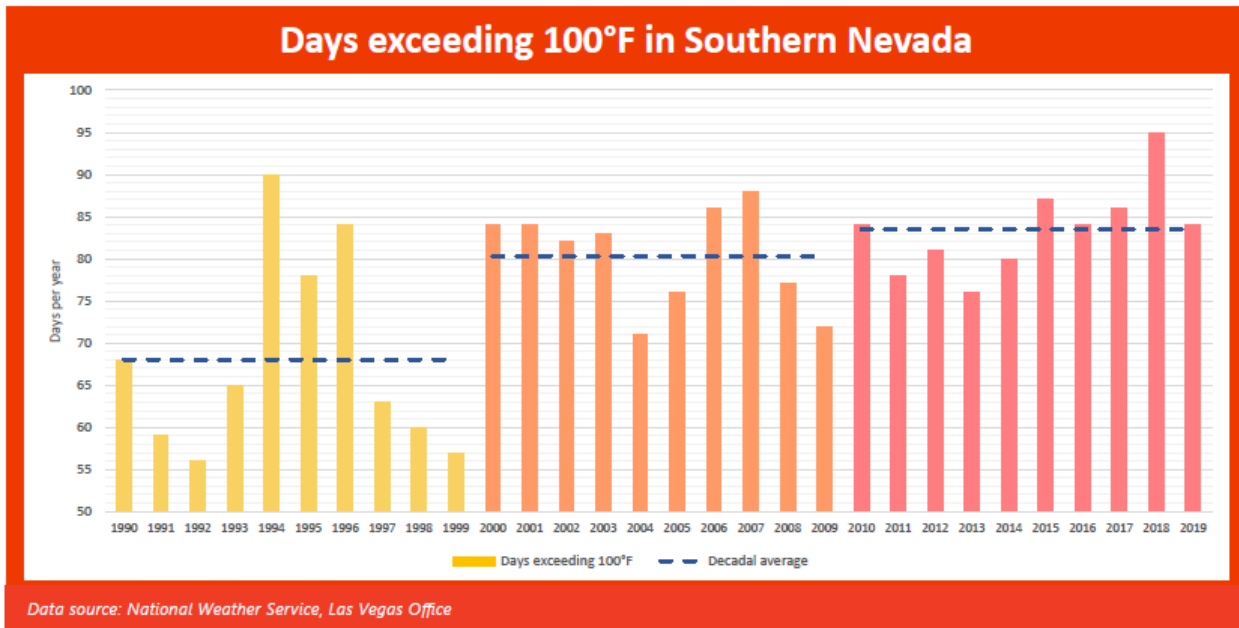 Days exceeding 100°F in Southern Nevada
100
95
90
85
80
75
70
65
60
55
50
Days per year
1990 1991 1992 1993 1994 1995 1996 1997 1998 1999 2000 2001 2002 2003 2004 2005 2006 2007 2008 2009 2010 2011 2012 2013 2014 2015 2016 2017 2018 2019
Days exceeding 100°F Decadal average
Data source: National Weather Service, Las Vegas Office